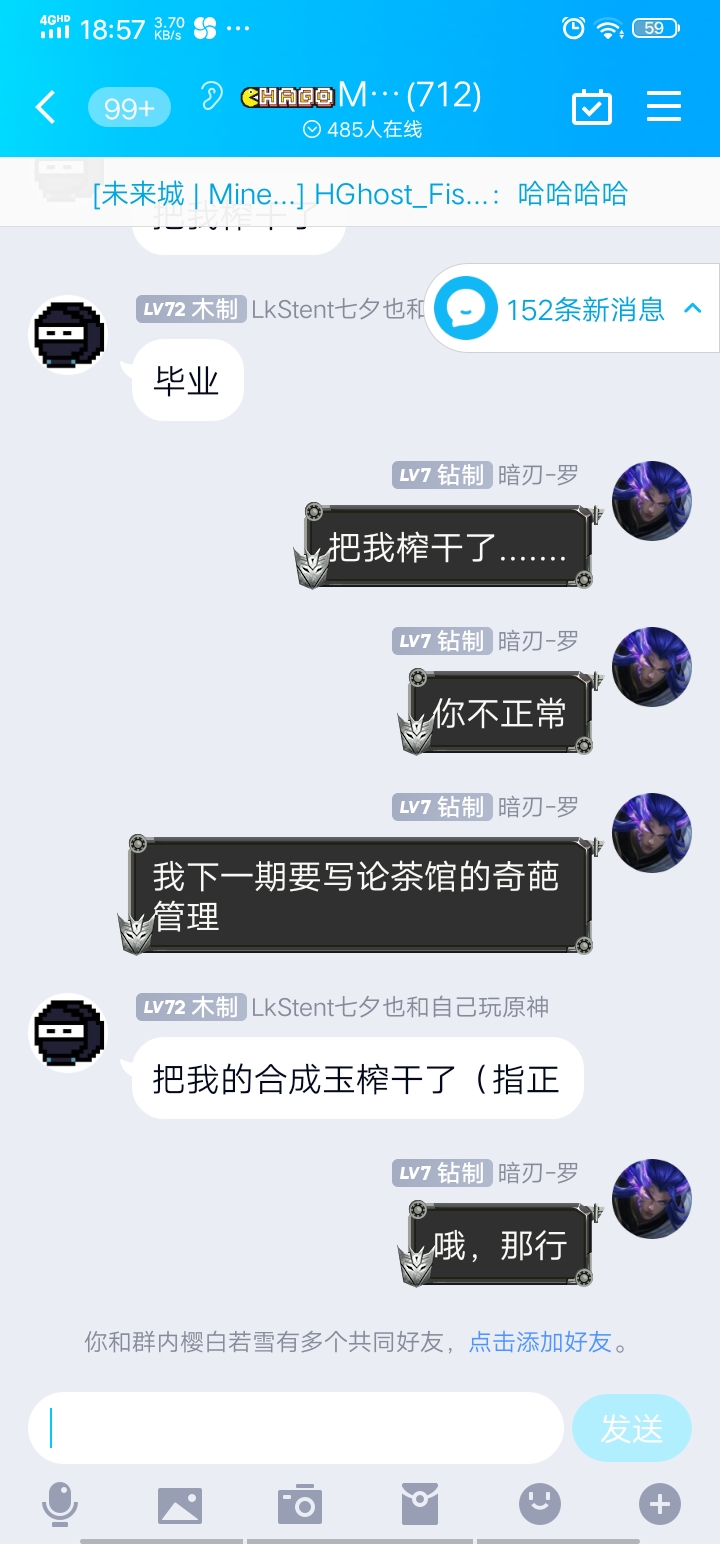 4GHD 18:57 3.70 KB/s 59
99+ CHAGOM…(712)
485人在线
[未来城 | Mine...] HGhost_Fis...：哈哈哈哈
把我榨干了
LV72 木制 LkStent七夕也和
152条新消息
毕业
LV7 钻制 暗刃-罗
把我榨干了.......
LV7 钻制 暗刃-罗
你不正常
LV7 钻制 暗刃-罗
我下一期要写论茶馆的奇葩
管理
LV72 木制 LkStent七夕也和自己玩原神
把我的合成玉榨干了（指正
LV7 钻制 暗刃-罗
哦，那行
你和群内樱白若雪有多个共同好友，点击添加好友。
发送